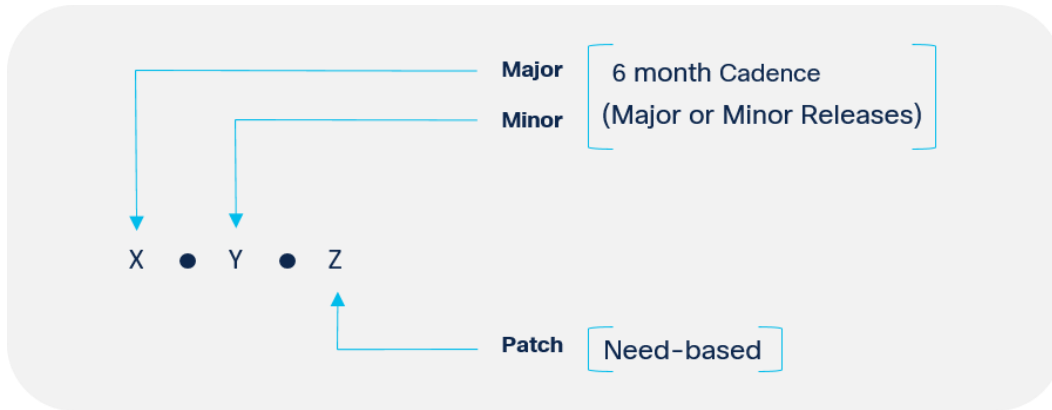 Major
6 month Cadence
Minor
(Major or Minor Releases)
X ● Y ● Z
Patch
Need-based